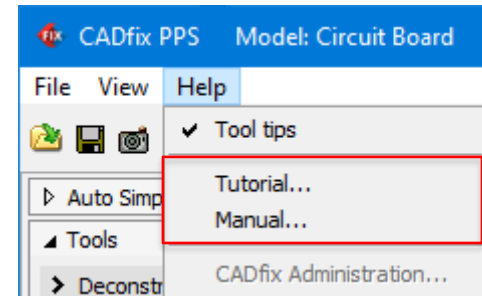 FIX CADfix PPS Model: Circuit Board
File View Help
✓ Tool tips
Auto Simp
Tutorial...
Tools
Manual...
Deconstr
CADfix Administration...